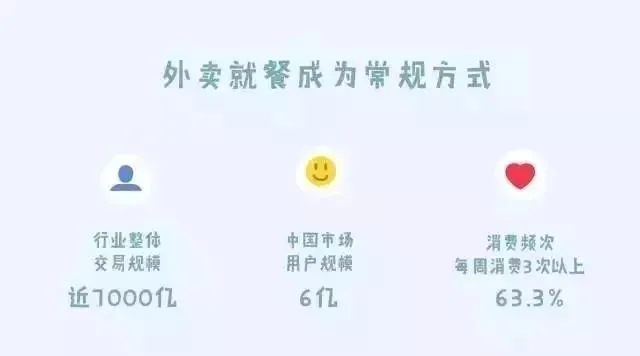 外卖就餐成为常规方式
行业整体
交易规模
近7000亿
中国市场
用户规模
6亿
消费频次
每周消费3次以上
63.3%